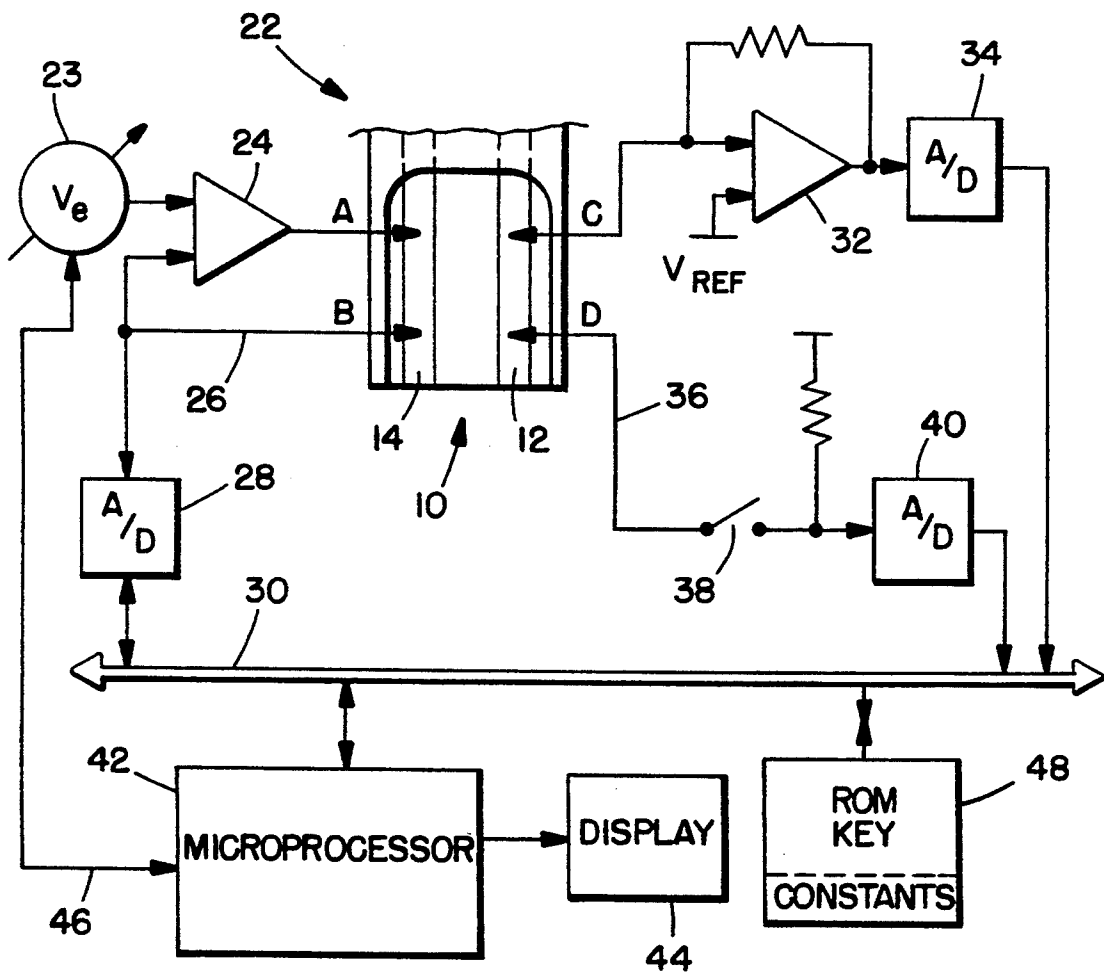 22
23
34
24
V e
A
C
A/D
32
V REF
B
D
26
14
12
36
40
28
10
A/D
A/D
38
30
42
48
MICROPROCESSOR
DISPLAY
ROM
KEY
CONSTANTS
46
44